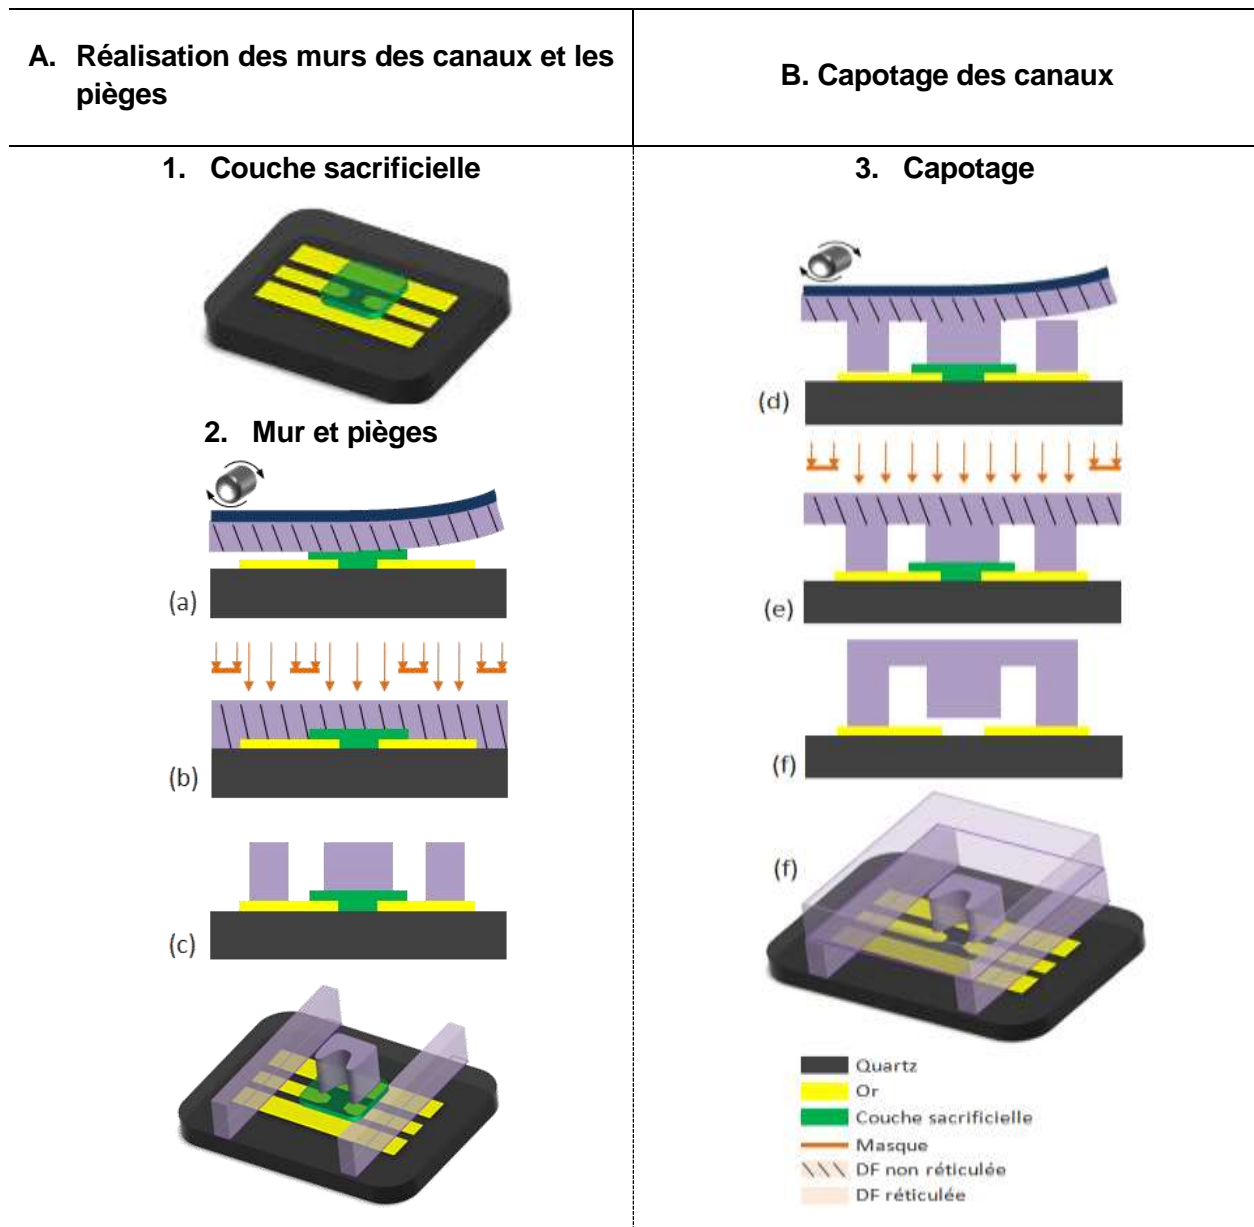 A. Réalisation des murs des canaux et les
pièges
B. Capotage des canaux
1. Couche sacrificielle
2. Mur et pièges
(a)
(b)
(c)
3. Capotage
(d)
(e)
(f)
(f)
Quartz
Or
Couche sacrificielle
Masque
DF non réticulée
DF réticulée